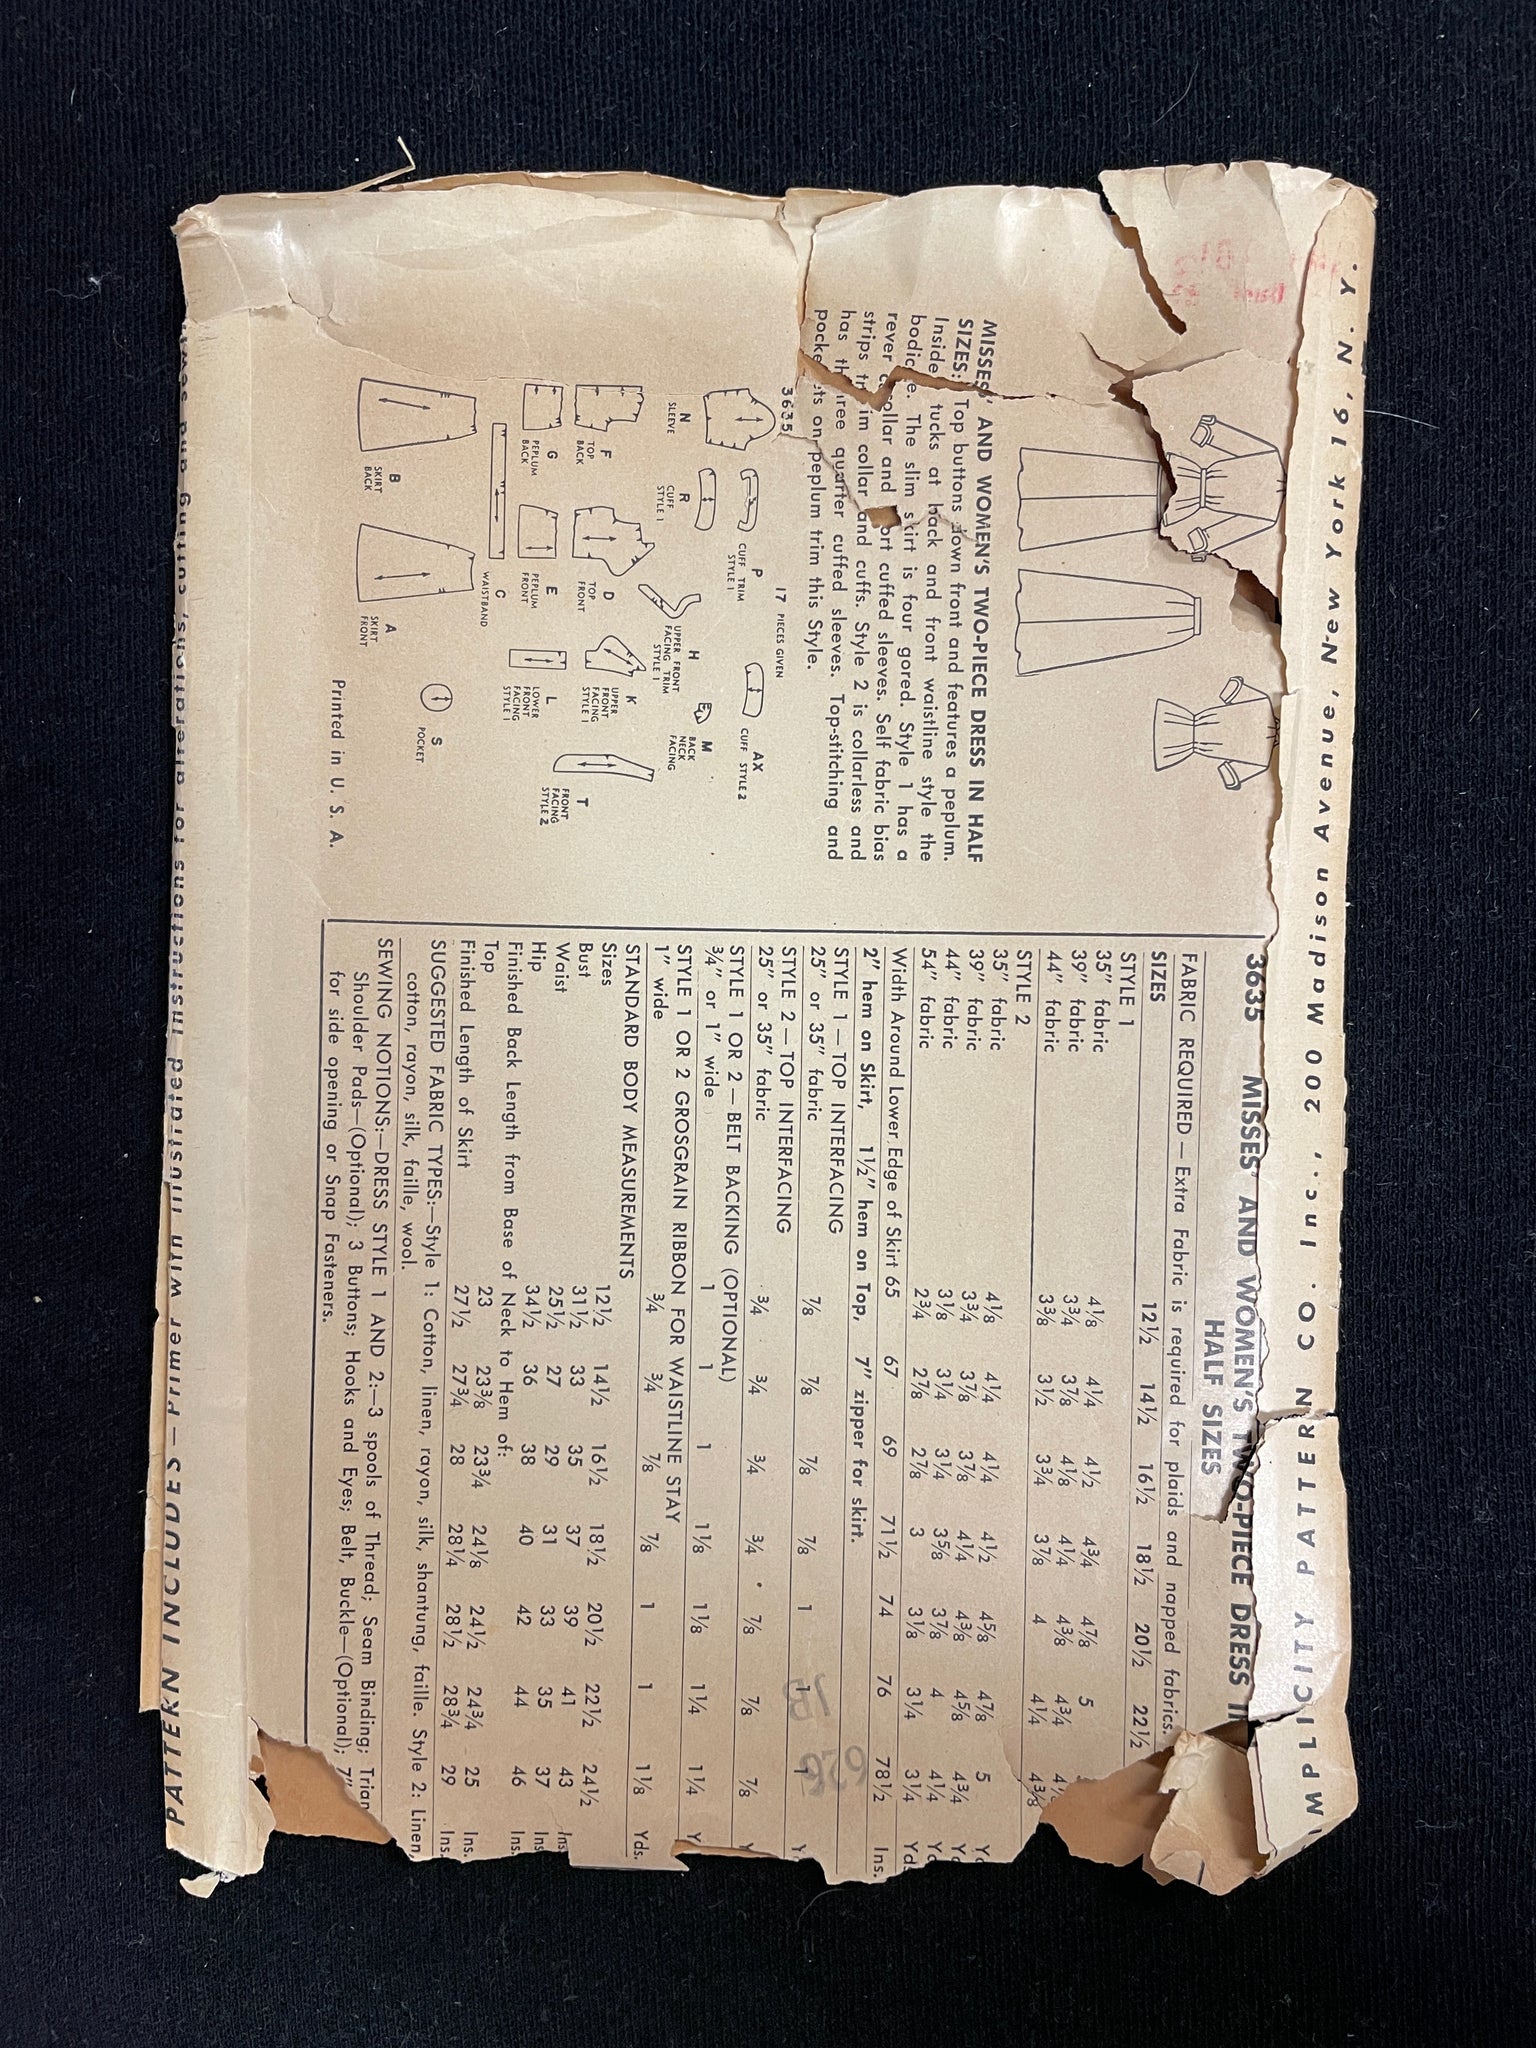 MPLICITY PATTERN CO. Inc., 200 Madison Avenue, New York 16, N. Y.
MISSES' AND WOMEN'S TWO-PIECE DRESS IN HALF
SIZES: Top buttons down front and features a peplum.
Inside tucks at back and front waistline style the
bodice. The slim skirt is four gored. Style 1 has a
rever collar and short cuffed sleeves. Self fabric bias
strips trim collar and cuffs. Style 2 is collarless and
has three quarter cuffed sleeves. Top-stitching and
pockets on peplum trim this Style.
3635
17 PIECES GIVEN
N
SLEEVE
R
CUFF
STYLE 1
P
CUFF TRIM
STYLE 1
AX
CUFF STYLE 2
F
TOP
BACK
D
TOP
FRONT
H
UPPER FRONT
FACING TRIM
STYLE 1
M
BACK
NECK
FACING
G
PEPLUM
BACK
E
PEPLUM
FRONT
K
UPPER
FRONT
FACING
STYLE 1
T
FRONT
FACING
STYLE 2
C
WAISTBAND
L
LOWER
FRONT
FACING
STYLE 1
B
SKIRT
BACK
A
SKIRT
FRONT
S
POCKET
Printed in U. S. A.
3635 MISSES' AND WOMEN'S TWO-PIECE DRESS I
HALF SIZES
FABRIC REQUIRED — Extra Fabric is required for plaids and napped fabrics.
SIZES 12½ 14½ 16½ 18½ 20½ 22½
STYLE 1
35" fabric 4⅛ 4¼ 4½ 4¾ 4⅞ 5
39" fabric 3¾ 3⅞ 4⅛ 4¼ 4⅜ 4¾
44" fabric 3⅜ 3½ 3¾ 3⅞ 4 4¼ 4⅜
STYLE 2
35" fabric 4⅛ 4¼ 4¼ 4½ 4⅝ 4⅞ 5 Yd
39" fabric 3¾ 3⅞ 3⅞ 4¼ 4⅜ 4⅝ 4¾ Yd
44" fabric 3⅛ 3¼ 3¼ 3⅝ 3⅞ 4 4¼ Yd
54" fabric 2¾ 2⅞ 2⅞ 3 3⅛ 3¼ 3¼ Yds
Width Around Lower Edge of Skirt 65 67 69 71½ 74 76 78½ Ins.
2" hem on Skirt, 1½" hem on Top, 7" zipper for skirt.
STYLE 1 — TOP INTERFACING
25" or 35" fabric ⅞ ⅞ ⅞ ⅞ 1 1 1 Y
STYLE 2 — TOP INTERFACING
25" or 35" fabric ¾ ¾ ¾ ¾ ⅞ ⅞ ⅞
STYLE 1 OR 2 — BELT BACKING (OPTIONAL)
¾" or 1" wide 1 1 1 1⅛ 1⅛ 1¼ 1¼ Y
STYLE 1 OR 2 GROSGRAIN RIBBON FOR WAISTLINE STAY
1" wide ¾ ¾ ⅞ ⅞ 1 1 1⅛ Yds.
STANDARD BODY MEASUREMENTS
Sizes 12½ 14½ 16½ 18½ 20½ 22½ 24½
Bust 31½ 33 35 37 39 41 43 Ins
Waist 25½ 27 29 31 33 35 37 Ins
Hip 34½ 36 38 40 42 44 46 Ins.
Finished Back Length from Base of Neck to Hem of:
Top 23 23⅜ 23¾ 24⅛ 24½ 24¾ 25 Ins.
Finished Length of Skirt 27½ 27¾ 28 28¼ 28½ 28¾ 29 Ins.
SUGGESTED FABRIC TYPES:—Style 1: Cotton, linen, rayon, silk, shantung, faille. Style 2: Linen,
cotton, rayon, silk, faille, wool.
SEWING NOTIONS:—DRESS STYLE 1 AND 2:—3 spools of Thread; Seam Binding; Trian
Shoulder Pads—(Optional); 3 Buttons; Hooks and Eyes; Belt, Buckle—(Optional); 7"
for side opening or Snap Fasteners.
PATTERN INCLUDES — Primer with illustrated instructions for alterations, cutting and